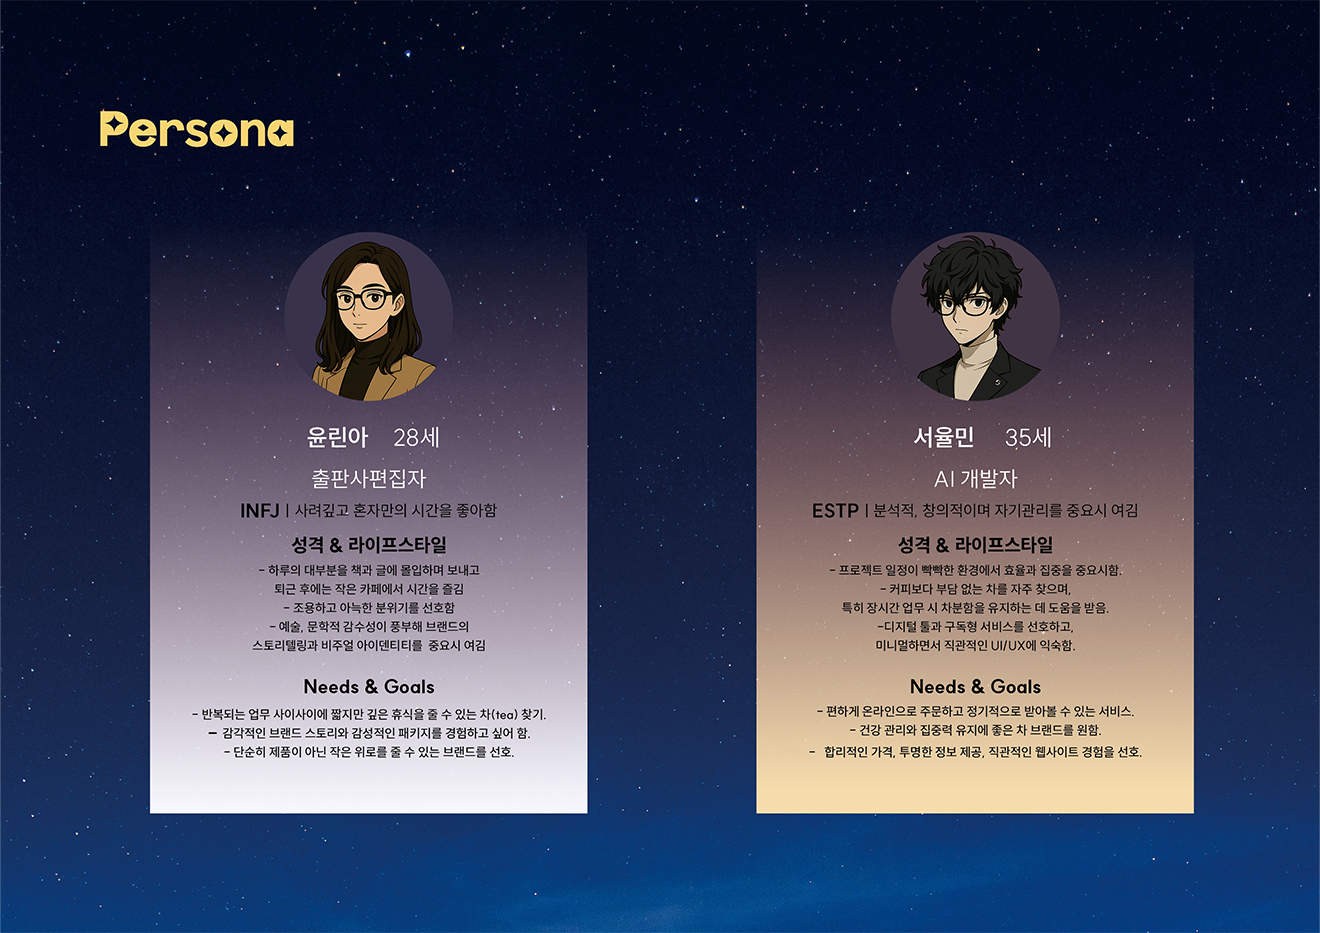 Persona
윤린아 28세
출판사편집자
INFJ | 사려깊고 혼자만의 시간을 좋아함
성격 & 라이프스타일
- 하루의 대부분을 책과 글에 몰입하며 보내고
퇴근 후에는 작은 카페에서 시간을 즐김
- 조용하고 아늑한 분위기를 선호함
- 예술, 문학적 감수성이 풍부해 브랜드의
스토리텔링과 비주얼 아이덴티티를 중요시 여김
Needs & Goals
- 반복되는 업무 사이사이에 짧지만 깊은 휴식을 줄 수 있는 차(tea) 찾기.
- 감각적인 브랜드 스토리와 감성적인 패키지를 경험하고 싶어 함.
- 단순히 제품이 아닌 작은 위로를 줄 수 있는 브랜드를 선호.
서율민 35세
AI 개발자
ESTP | 분석적, 창의적이며 자기관리를 중요시 여김
성격 & 라이프스타일
- 프로젝트 일정이 빡빡한 환경에서 효율과 집중을 중요시함.
- 커피보다 부담 없는 차를 자주 찾으며,
특히 장시간 업무 시 차분함을 유지하는 데 도움을 받음.
-디지털 툴과 구독형 서비스를 선호하고,
미니멀하면서 직관적인 UI/UX에 익숙함.
Needs & Goals
- 편하게 온라인으로 주문하고 정기적으로 받아볼 수 있는 서비스.
- 건강 관리와 집중력 유지에 좋은 차 브랜드를 원함.
- 합리적인 가격, 투명한 정보 제공, 직관적인 웹사이트 경험을 선호.